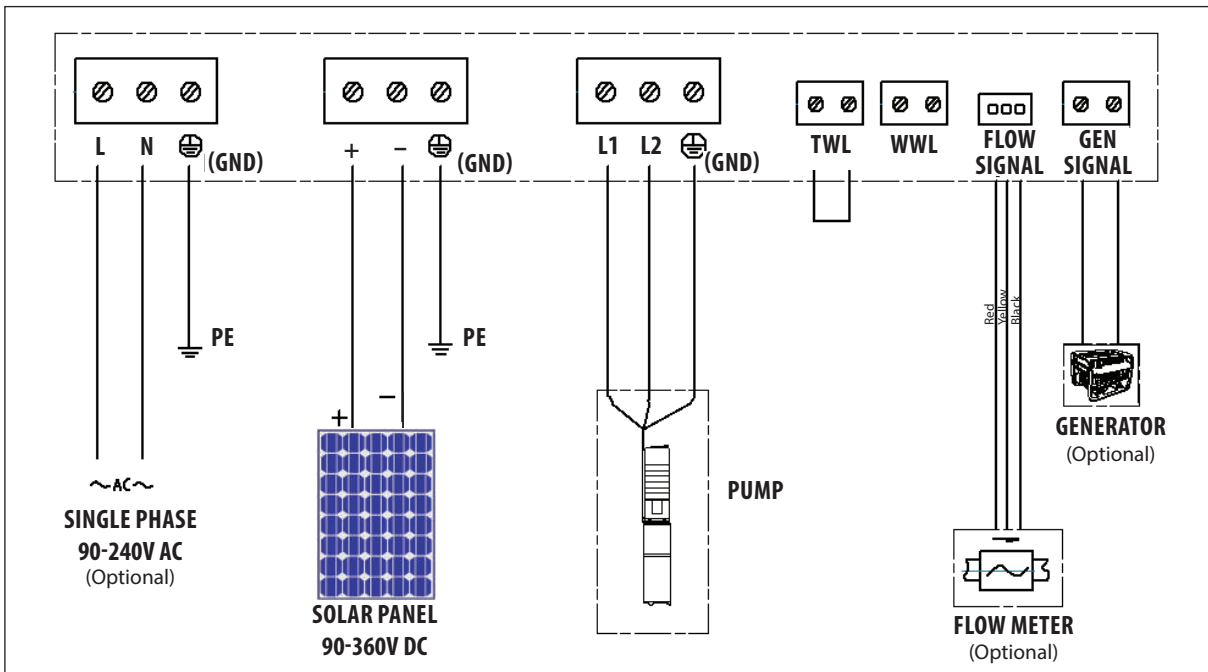 L N (GND)
+ − (GND)
L1 L2 (GND)
TWL
WWL
FLOW
SIGNAL
GEN
SIGNAL
PE
PE
Red
Yellow
Black
+ −
~AC~
SINGLE PHASE
90-240V AC
(Optional)
SOLAR PANEL
90-360V DC
PUMP
GENERATOR
(Optional)
FLOW METER
(Optional)